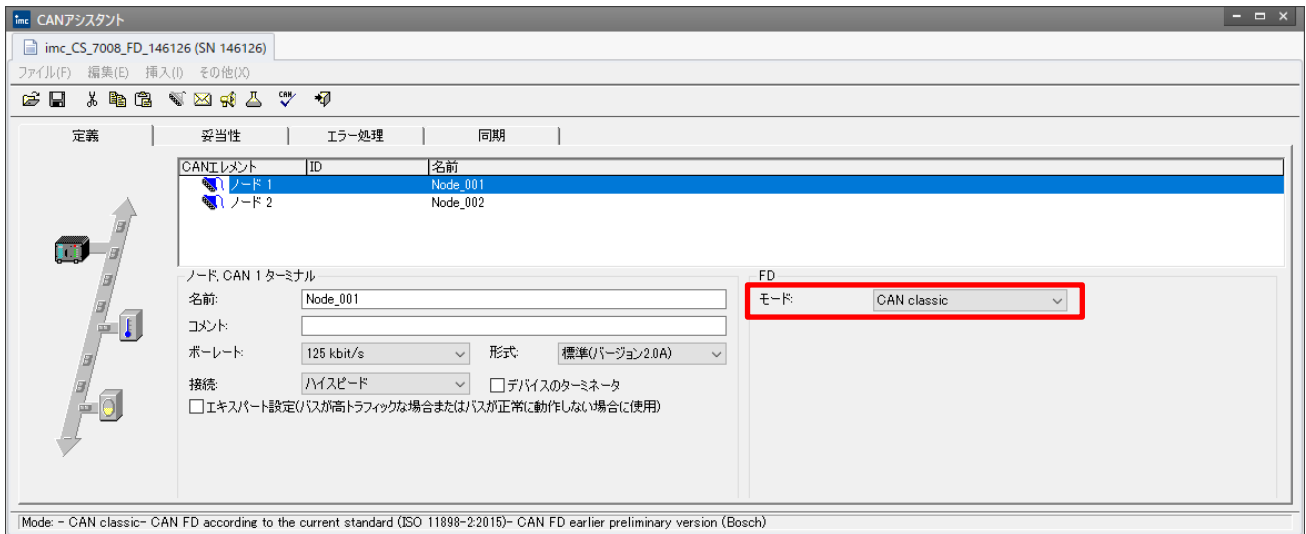 imc CANアシスタント
imc_CS_7008_FD_146126 (SN 146126)
ファイル(F) 編集(E) 挿入(I) その他(X)
CAN
定義 妥当性 エラー処理 同期
CANエレメント ID 名前
ノード 1 Node_001
ノード 2 Node_002
ノード, CAN 1 ターミナル
名前: Node_001
コメント:
ボーレート: 125 kbit/s 形式: 標準(バージョン2.0A)
接続: ハイスピード デバイスのターミネータ
エキスパート設定(バスが高トラフィックな場合またはバスが正常に動作しない場合に使用)
FD
モード: CAN classic
Mode: - CAN classic- CAN FD according to the current standard (ISO 11898-2:2015)- CAN FD earlier preliminary version (Bosch)